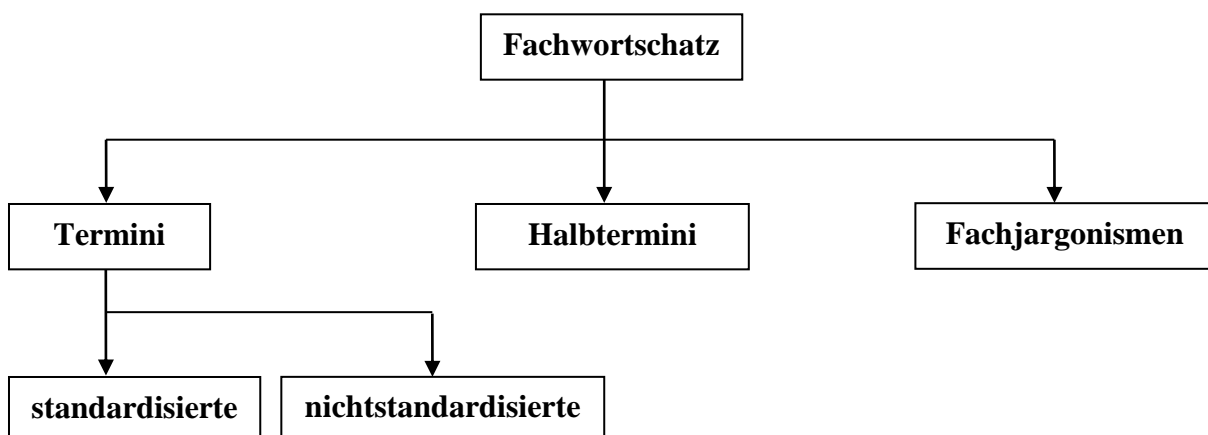 Fachwortschatz
Termini
Halbtermini
Fachjargonismen
standardisierte
nichtstandardisierte